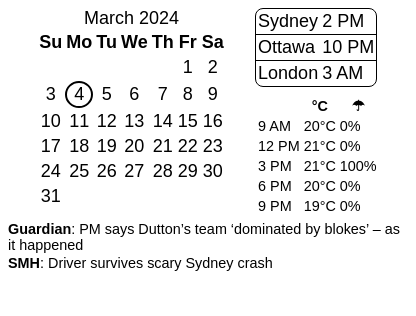 March 2024
Su Mo Tu We Th Fr Sa
1 2
3 4 5 6 7 8 9
10 11 12 13 14 15 16
17 18 19 20 21 22 23
24 25 26 27 28 29 30
31
Sydney 2 PM
Ottawa 10 PM
London 3 AM
°C ☂
9 AM 20°C 0%
12 PM 21°C 0%
3 PM 21°C 100%
6 PM 20°C 0%
9 PM 19°C 0%
Guardian: PM says Dutton’s team ‘dominated by blokes’ – as
it happened
SMH: Driver survives scary Sydney crash